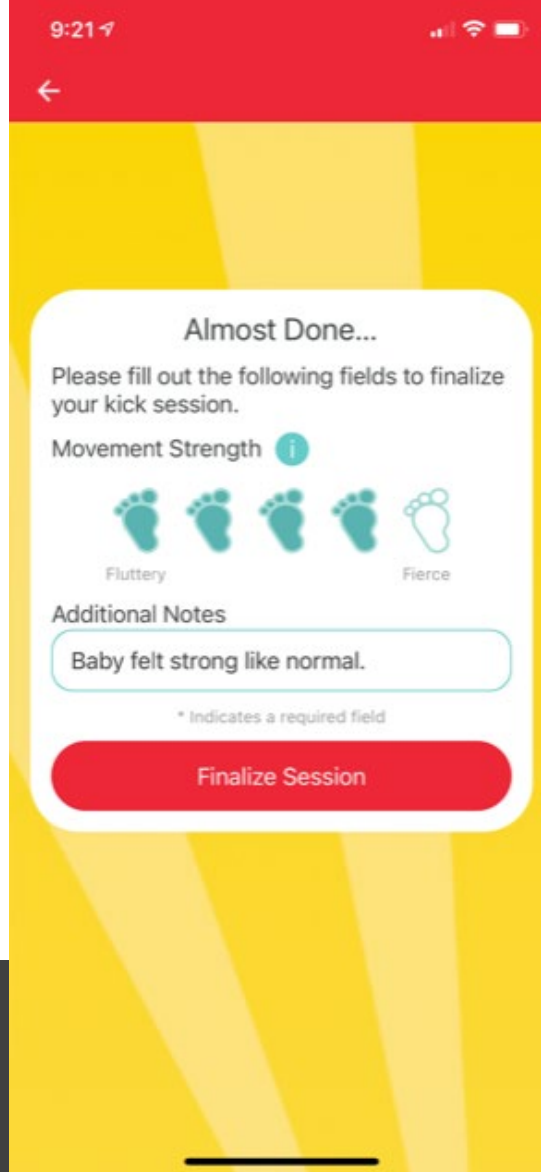 9:21
Almost Done...
Please fill out the following fields to finalize
your kick session.
Movement Strength i
Fluttery Fierce
Additional Notes
Baby felt strong like normal.
* Indicates a required field
Finalize Session